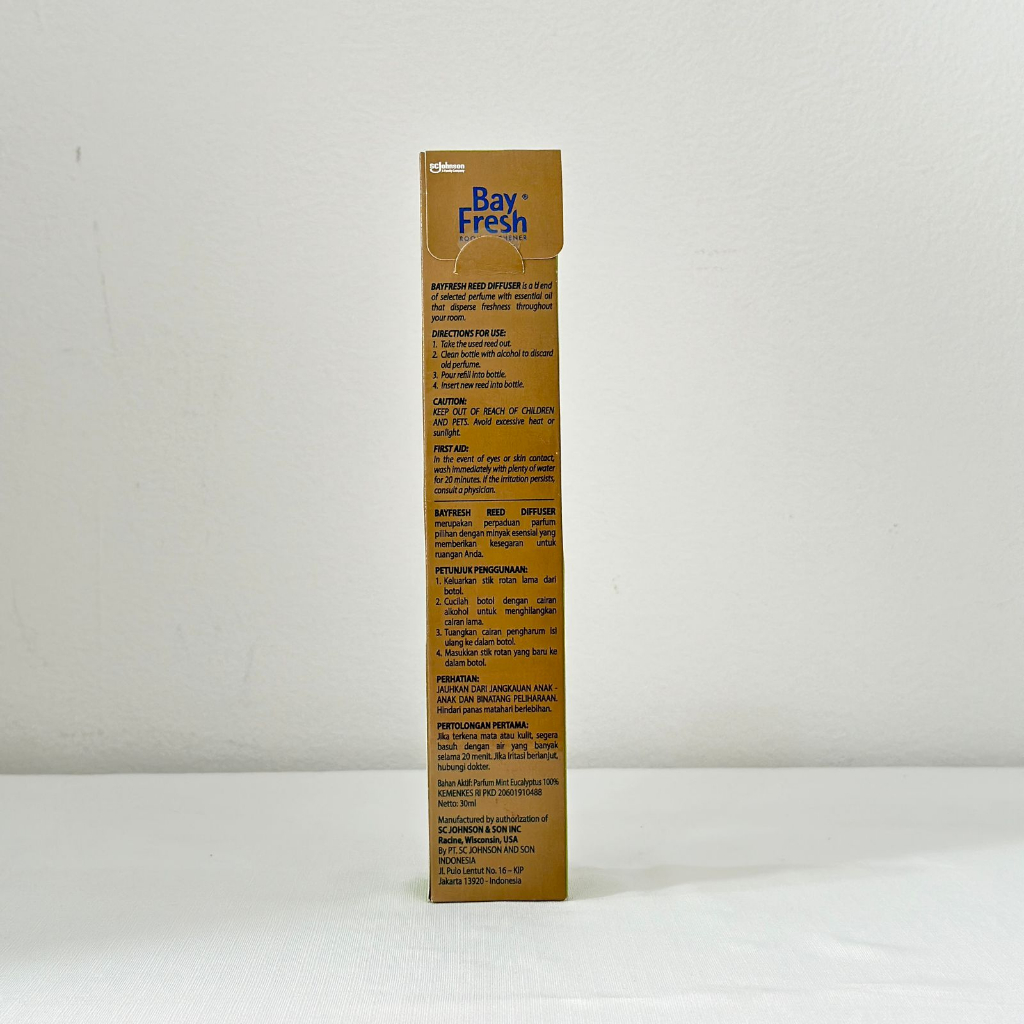 SC Johnson
A Family Company
Bay
Fresh
®
BAYFRESH REED DIFFUSER is a blend
of selected perfume with essential oil
that disperse freshness throughout
your room.
DIRECTIONS FOR USE:
1. Take the used reed out.
2. Clean bottle with alcohol to discard
old perfume.
3. Pour refill into bottle.
4. Insert new reed into bottle.
CAUTION:
KEEP OUT OF REACH OF CHILDREN
AND PETS. Avoid excessive heat or
sunlight.
FIRST AID:
In the event of eyes or skin contact,
wash immediately with plenty of water
for 20 minutes. If the irritation persists,
consult a physician.
BAYFRESH REED DIFFUSER
merupakan perpaduan parfum
pilihan dengan minyak esensial yang
memberikan kesegaran untuk
ruangan Anda.
PETUNJUK PENGGUNAAN:
1. Keluarkan stik rotan lama dari
botol.
2. Cucilah botol dengan cairan
alkohol untuk menghilangkan
cairan lama.
3. Tuangkan cairan pengharum isi
ulang ke dalam botol.
4. Masukkan stik rotan yang baru ke
dalam botol.
PERHATIAN:
JAUHKAN DARI JANGKAUAN ANAK -
ANAK DAN BINATANG PELIHARAAN.
Hindari panas matahari berlebihan.
PERTOLONGAN PERTAMA:
Jika terkena mata atau kulit, segera
basuh dengan air yang banyak
selama 20 menit. Jika iritasi berlanjut,
hubungi dokter.
Bahan Aktif: Parfum Mint Eucalyptus 100%
KEMENKES RI PKD 20601910488
Netto: 30ml
Manufactured by authorization of
SC JOHNSON & SON INC
Racine, Wisconsin, USA
By PT. SC JOHNSON AND SON
INDONESIA
Jl. Pulo Lentut No. 16 – KIP
Jakarta 13920 - Indonesia